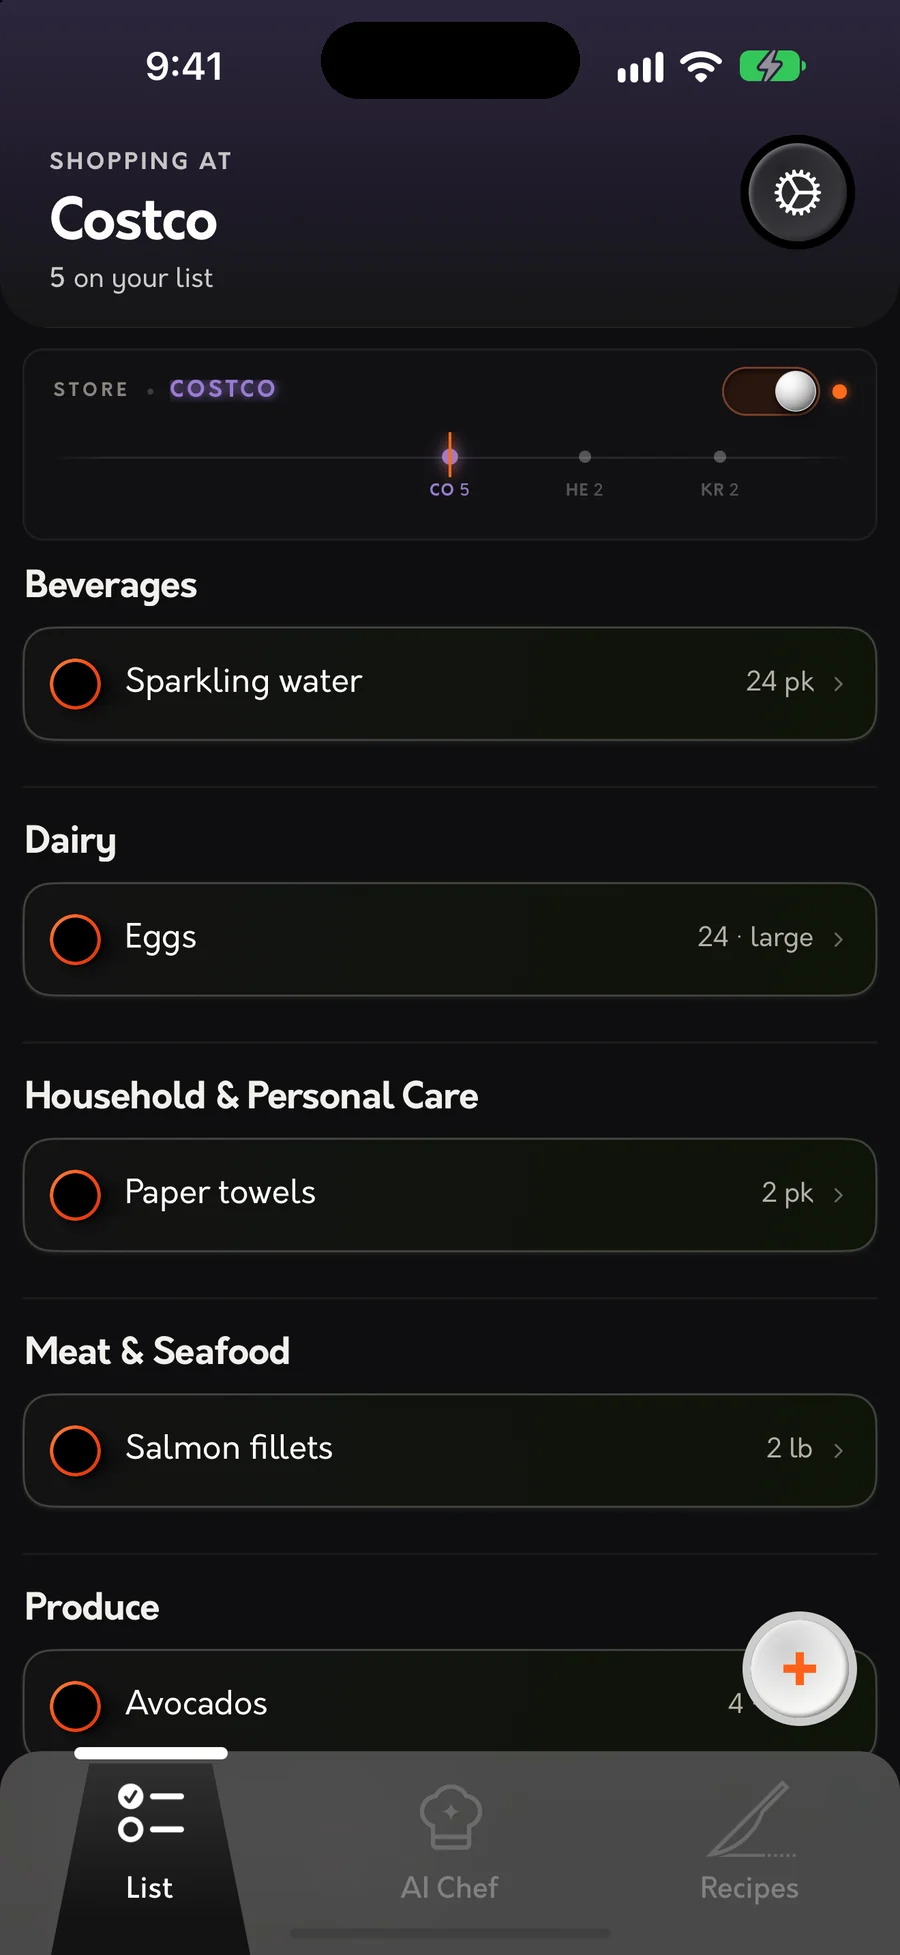 9:41
SHOPPING AT
Costco
5 on your list
STORE • COSTCO
CO 5 HE 2 KR 2
Beverages
Sparkling water 24 pk
Dairy
Eggs 24 · large
Household & Personal Care
Paper towels 2 pk
Meat & Seafood
Salmon fillets 2 lb
Produce
Avocados 4
List AI Chef Recipes